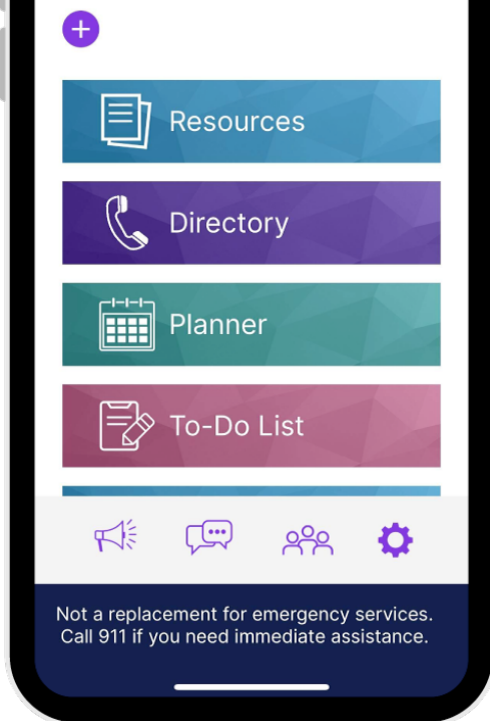 Resources
Directory
Planner
To-Do List
Not a replacement for emergency services.
Call 911 if you need immediate assistance.